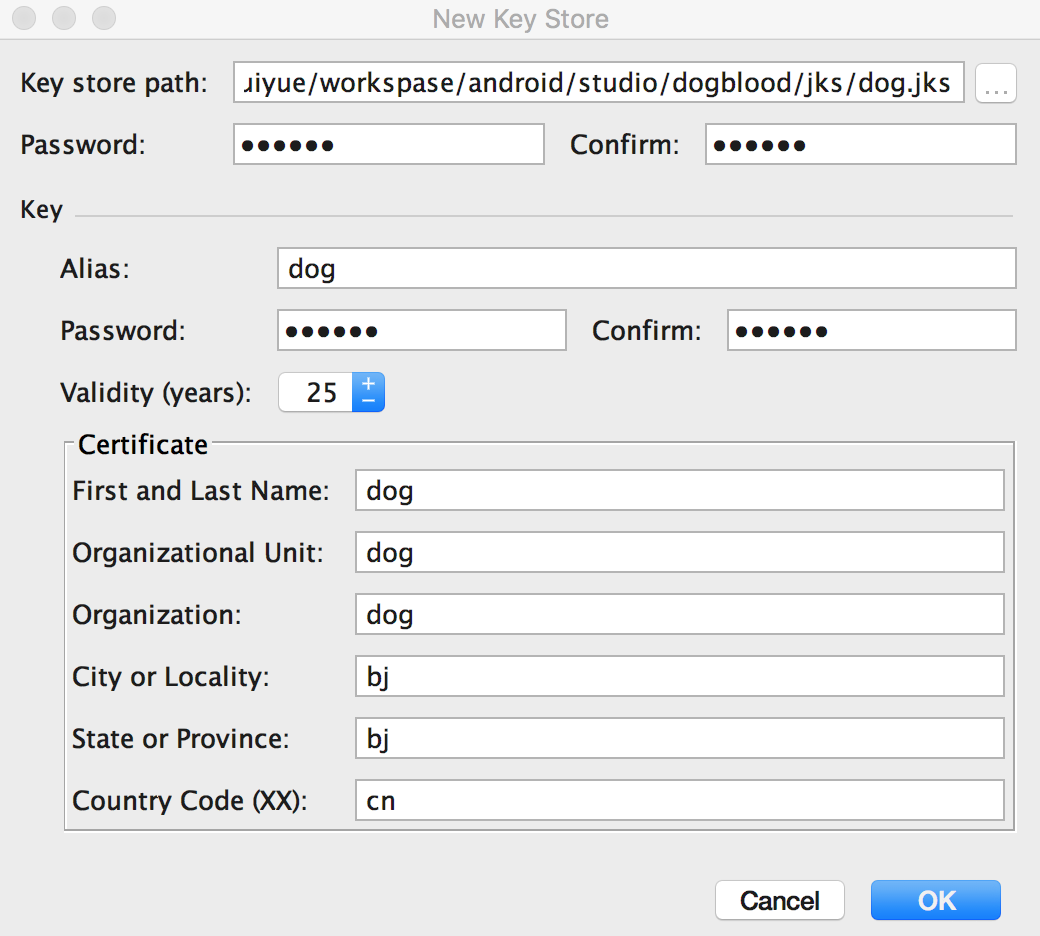 New Key Store
Key store path: uiyue/workspase/android/studio/dogblood/jks/dog.jks ...
Password: •••••• Confirm: ••••••
Key
Alias: dog
Password: •••••• Confirm: ••••••
Validity (years): 25 + −
Certificate
First and Last Name: dog
Organizational Unit: dog
Organization: dog
City or Locality: bj
State or Province: bj
Country Code (XX): cn
Cancel OK